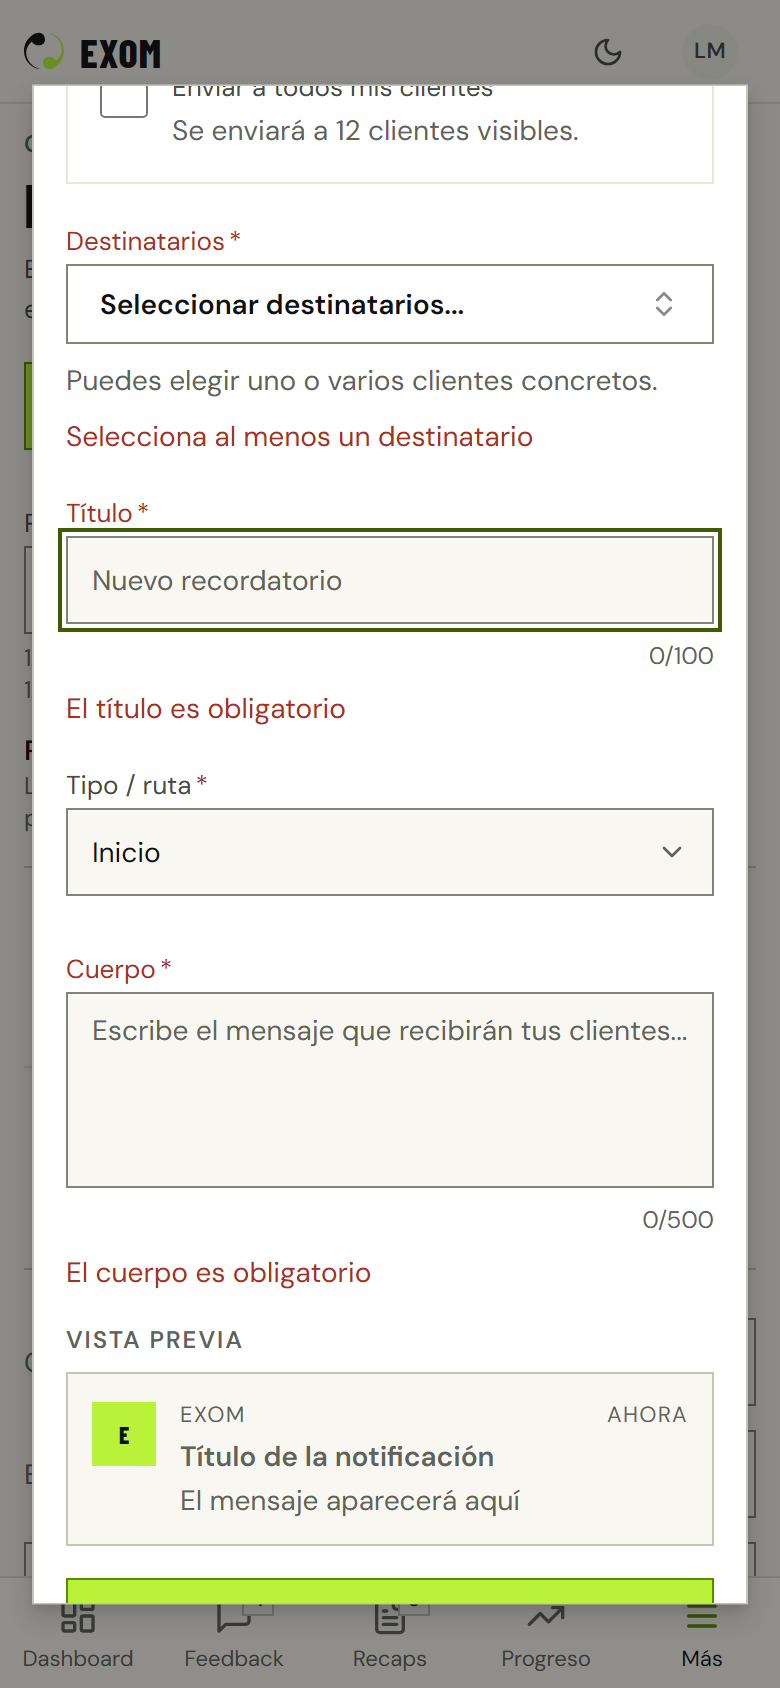 EXOM
LM
Enviar a todos mis clientes
Se enviará a 12 clientes visibles.
Destinatarios *
Seleccionar destinatarios...
Puedes elegir uno o varios clientes concretos.
Selecciona al menos un destinatario
Título *
Nuevo recordatorio
0/100
El título es obligatorio
Tipo / ruta *
Inicio
Cuerpo *
Escribe el mensaje que recibirán tus clientes...
0/500
El cuerpo es obligatorio
VISTA PREVIA
E
EXOM
AHORA
Título de la notificación
El mensaje aparecerá aquí
Dashboard
Feedback
Recaps
Progreso
Más